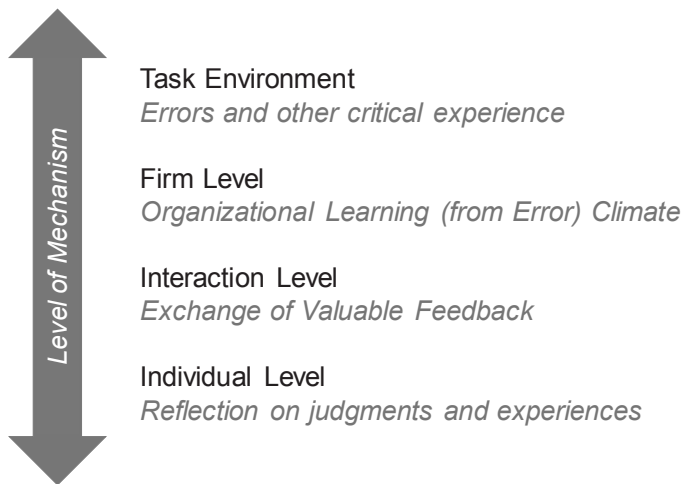 Task Environment
Errors and other critical experience
Firm Level
Organizational Learning (from Error) Climate
Interaction Level
Exchange of Valuable Feedback
Individual Level
Reflection on judgments and experiences
Level of Mechanism